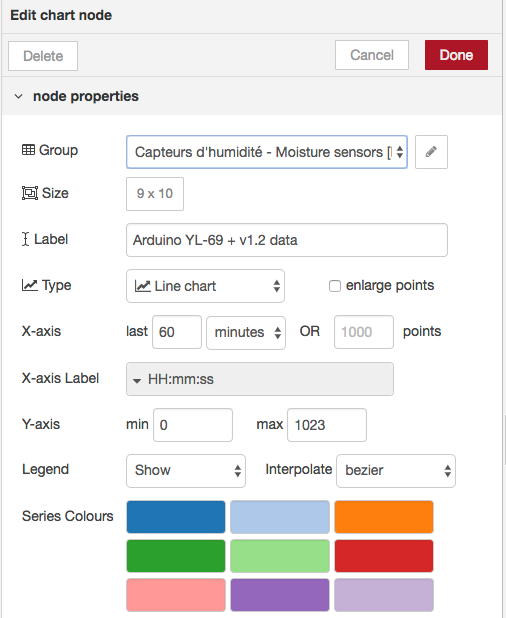 Edit chart node
Delete Cancel Done
node properties
Group Capteurs d'humidité - Moisture sensors [
Size 9 x 10
Label Arduino YL-69 + v1.2 data
Type Line chart enlarge points
X-axis last 60 minutes OR 1000 points
X-axis Label HH:mm:ss
Y-axis min 0 max 1023
Legend Show Interpolate bezier
Series Colours